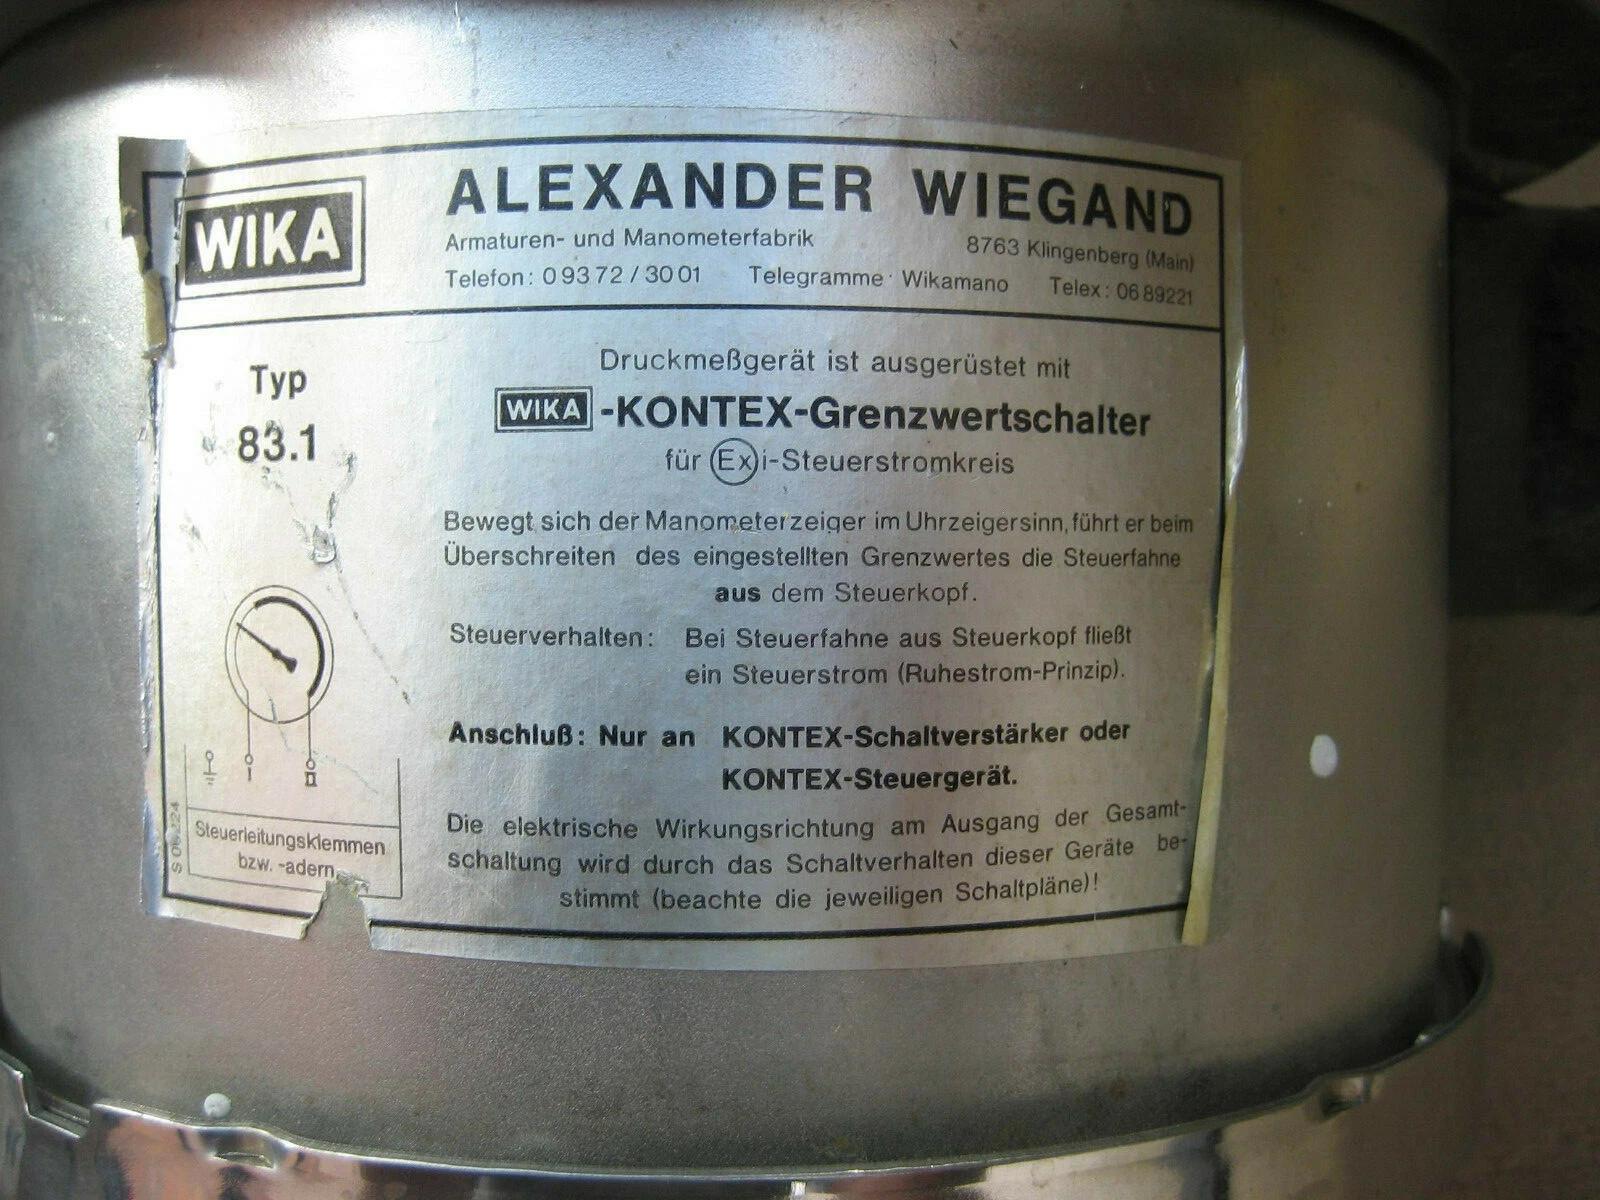 WIKA
ALEXANDER WIEGAND
Armaturen- und Manometerfabrik
8763 Klingenberg (Main)
Telefon: 09372/3001 Telegramme: Wikamano Telex: 0689221
Typ
83.1
Druckmeßgerät ist ausgerüstet mit
WIKA-KONTEX-Grenzwertschalter
für (Ex)i-Steuerstromkreis
Bewegt sich der Manometerzeiger im Uhrzeigersinn, führt er beim
Überschreiten des eingestellten Grenzwertes die Steuerfahne
aus dem Steuerkopf.
Steuerverhalten: Bei Steuerfahne aus Steuerkopf fließt
ein Steuerstrom (Ruhestrom-Prinzip).
Anschluß: Nur an KONTEX-Schaltverstärker oder
KONTEX-Steuergerät.
Die elektrische Wirkungsrichtung am Ausgang der Gesamt-
schaltung wird durch das Schaltverhalten dieser Geräte be-
stimmt (beachte die jeweiligen Schaltpläne)!
I II
Steuerleitungsklemmen
bzw. -adern